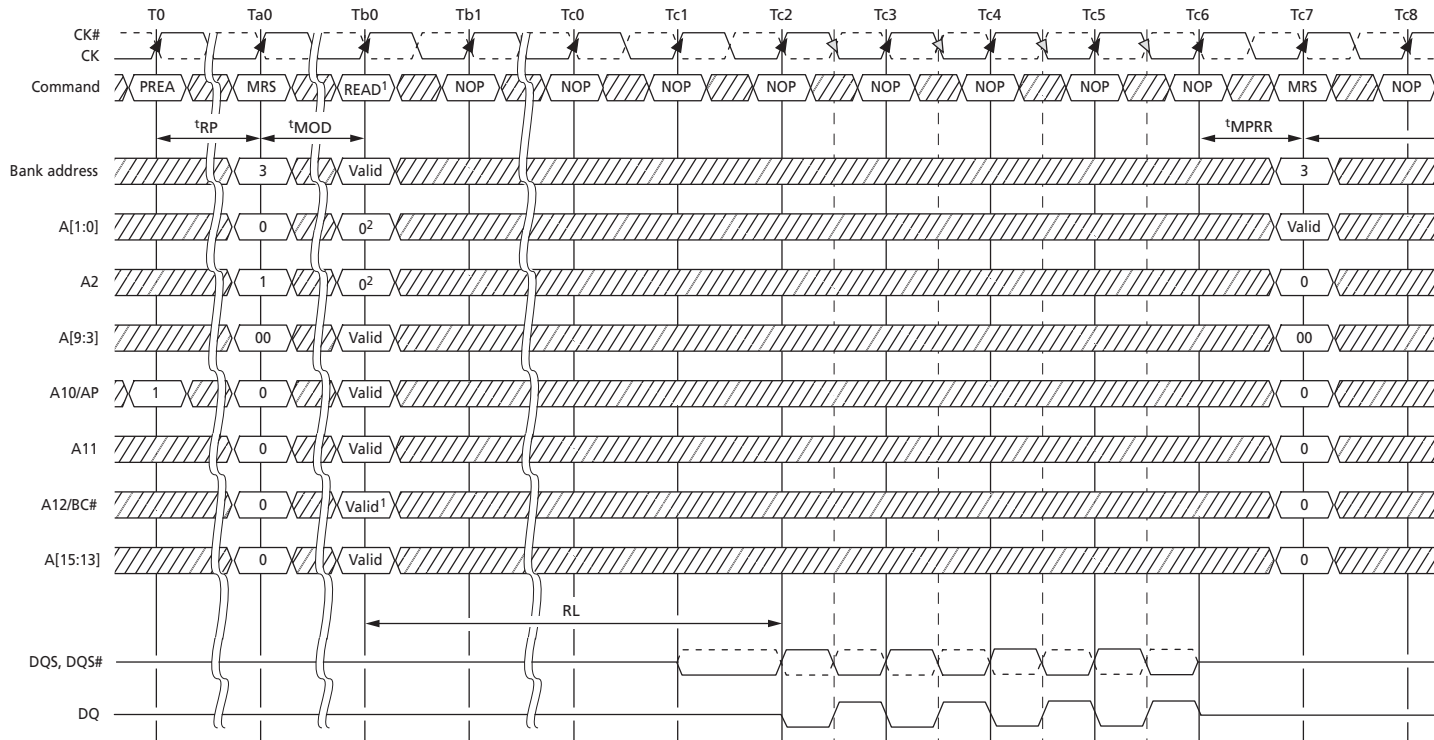 T0 Ta0 Tb0 Tb1 Tc0 Tc1 Tc2 Tc3 Tc4 Tc5 Tc6 Tc7 Tc8
CK#
CK
Command PREA MRS READ1 NOP NOP NOP NOP NOP NOP NOP NOP MRS NOP
tRP tMOD tMPRR
Bank address 3 Valid 3
A[1:0] 0 02 Valid
A2 1 02 0
A[9:3] 00 Valid 00
A10/AP 1 0 Valid 0
A11 0 Valid 0
A12/BC# 0 Valid1 0
A[15:13] 0 Valid 0
RL
DQS, DQS#
DQ